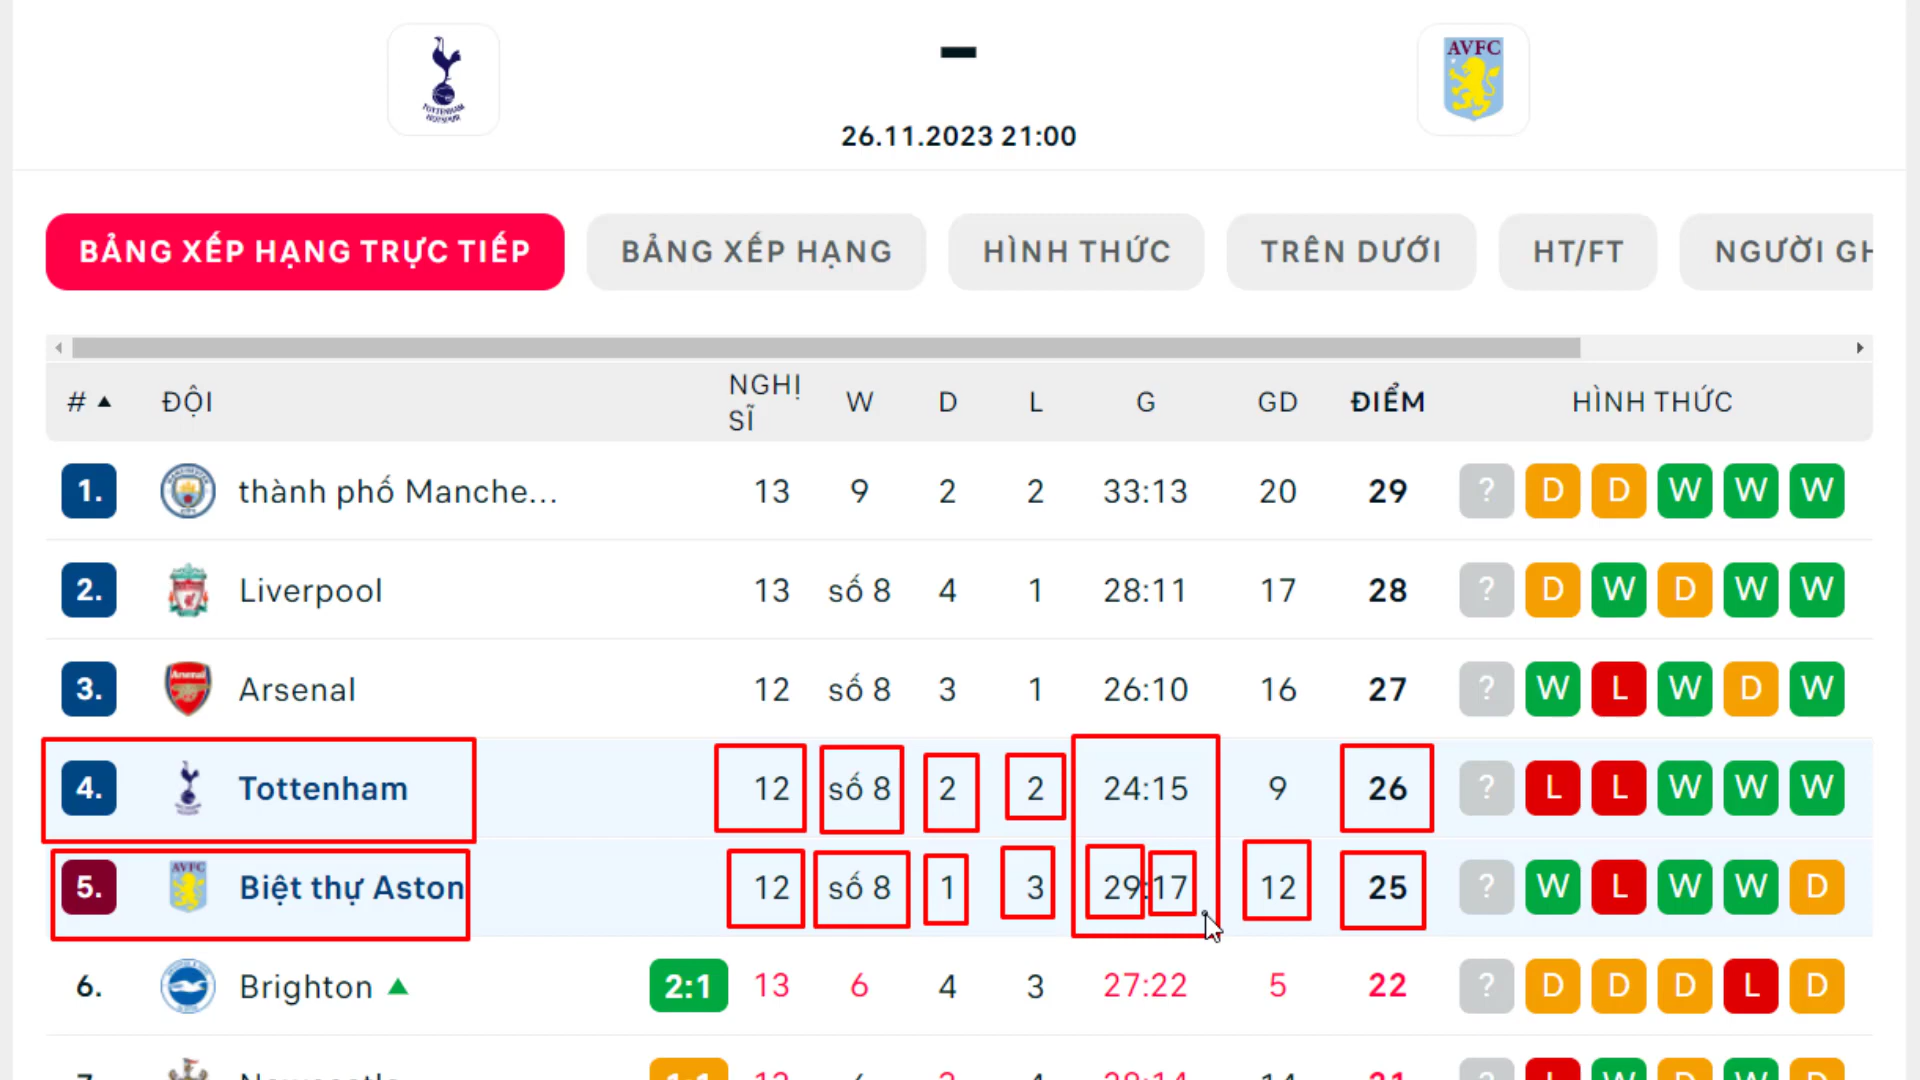 TOTTENHAM
HOTSPUR
AVFC
26.11.2023 21:00
BẢNG XẾP HẠNG TRỰC TIẾP BẢNG XẾP HẠNG HÌNH THỨC TRÊN DƯỚI HT/FT NGƯỜI GH
# ĐỘI NGHỊ SĨ W D L G GD ĐIỂM HÌNH THỨC
1. thành phố Manche... 13 9 2 2 33:13 20 29 ? D D W W W
2. Liverpool 13 số 8 4 1 28:11 17 28 ? D W D W W
3. Arsenal 12 số 8 3 1 26:10 16 27 ? W L W D W
4. Tottenham 12 số 8 2 2 24:15 9 26 ? L L W W W
5. AVFC Biệt thự Aston 12 số 8 1 3 29:17 12 25 ? W L W W D
6. Brighton 2:1 13 6 4 3 27:22 5 22 ? D D D L D